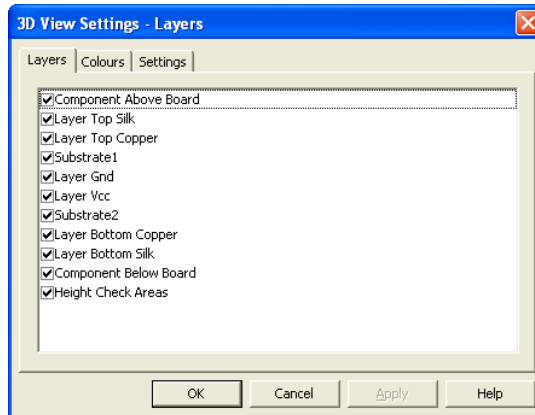 3D View Settings - Layers
Layers Colours Settings
Component Above Board
Layer Top Silk
Layer Top Copper
Substrate1
Layer Gnd
Layer Vcc
Substrate2
Layer Bottom Copper
Layer Bottom Silk
Component Below Board
Height Check Areas
OK Cancel Apply Help